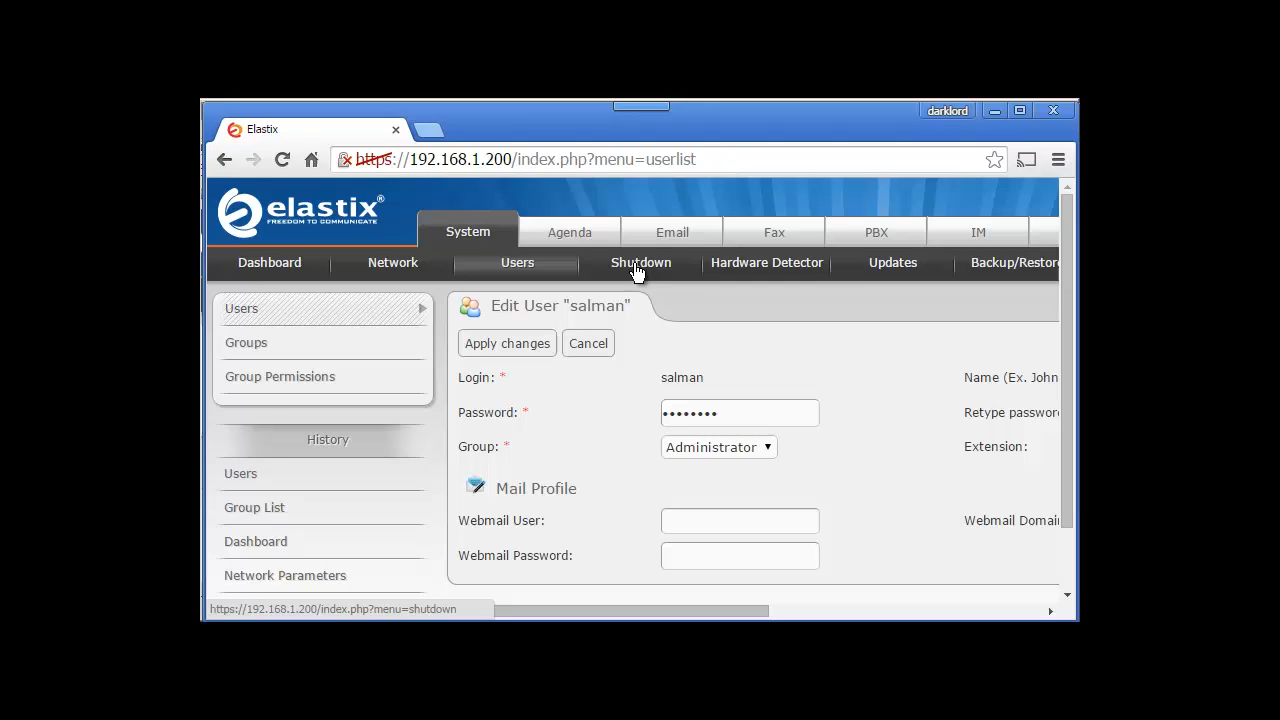 darklord
Elastix
https://192.168.1.200/index.php?menu=userlist
elastix®
FREEDOM TO COMMUNICATE
System Agenda Email Fax PBX IM
Dashboard Network Users Shutdown Hardware Detector Updates Backup/Restore
Users
Groups
Group Permissions
History
Users
Group List
Dashboard
Network Parameters
Edit User "salman"
Apply changes Cancel
Login: * salman Name (Ex. John
Password: * •••••••• Retype password
Group: * Administrator Extension:
Mail Profile
Webmail User: Webmail Domai
Webmail Password:
https://192.168.1.200/index.php?menu=shutdown